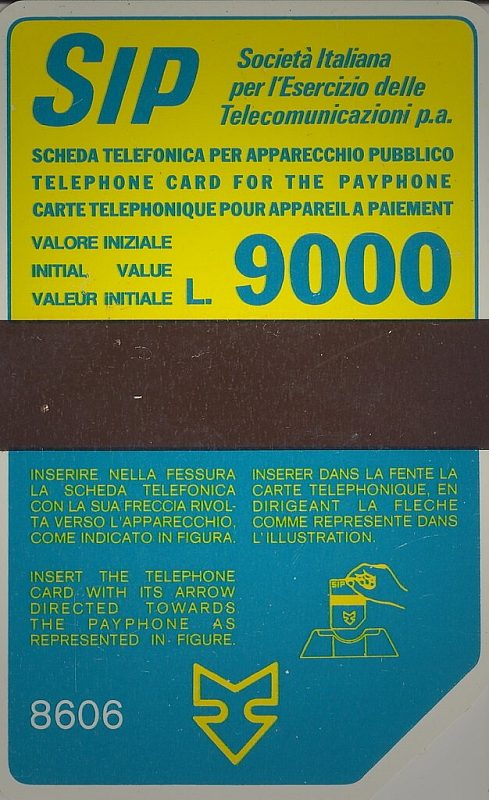 SIP
Società Italiana
per l'Esercizio delle
Telecomunicazioni p.a.
SCHEDA TELEFONICA PER APPARECCHIO PUBBLICO
TELEPHONE CARD FOR THE PAYPHONE
CARTE TELEPHONIQUE POUR APPAREIL A PAIEMENT
VALORE INIZIALE
INITIAL VALUE
VALEUR INITIALE L. 9000
INSERIRE NELLA FESSURA
LA SCHEDA TELEFONICA
CON LA SUA FRECCIA RIVOL-
TA VERSO L'APPARECCHIO,
COME INDICATO IN FIGURA.
INSERER DANS LA FENTE LA
CARTE TELEPHONIQUE, EN
DIRIGEANT LA FLECHE
COMME REPRESENTE DANS
L'ILLUSTRATION.
INSERT THE TELEPHONE
CARD WITH ITS ARROW
DIRECTED TOWARDS
THE PAYPHONE AS
REPRESENTED IN FIGURE.
SIP
8606